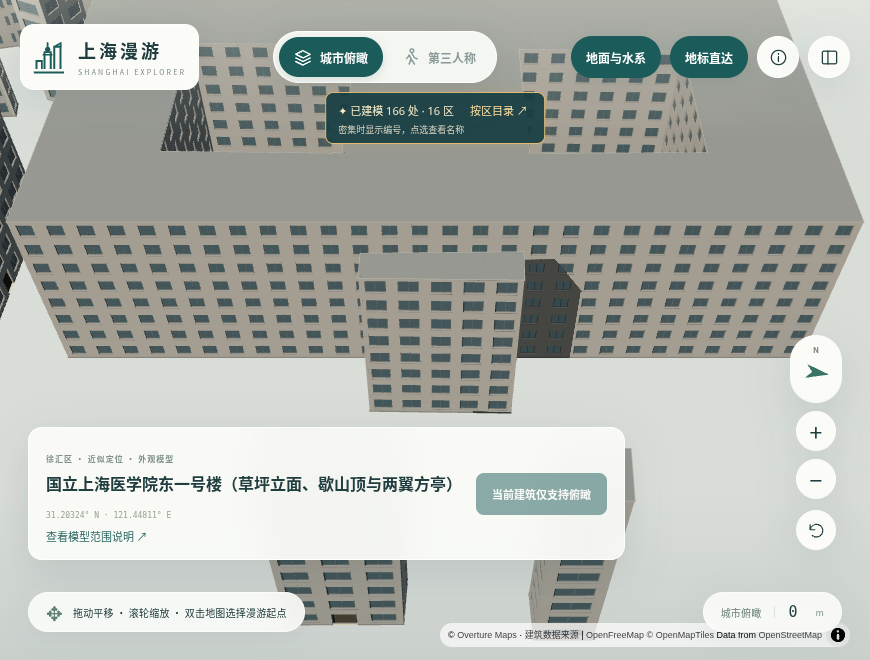 上海漫游
SHANGHAI EXPLORER
城市俯瞰
第三人称
地面与水系
地标直达
✦ 已建模 166 处 · 16 区 按区目录 ↗
密集时显示编号，点选查看名称
N
徐汇区 · 近似定位 · 外观模型
国立上海医学院东一号楼（草坪立面、歇山顶与两翼方亭）
31.20324° N · 121.44811° E
查看模型范围说明 ↗
当前建筑仅支持俯瞰
+
−
拖动平移 · 滚轮缩放 · 双击地图选择漫游起点
城市俯瞰 0 m
© Overture Maps · 建筑数据来源 | OpenFreeMap © OpenMapTiles Data from OpenStreetMap